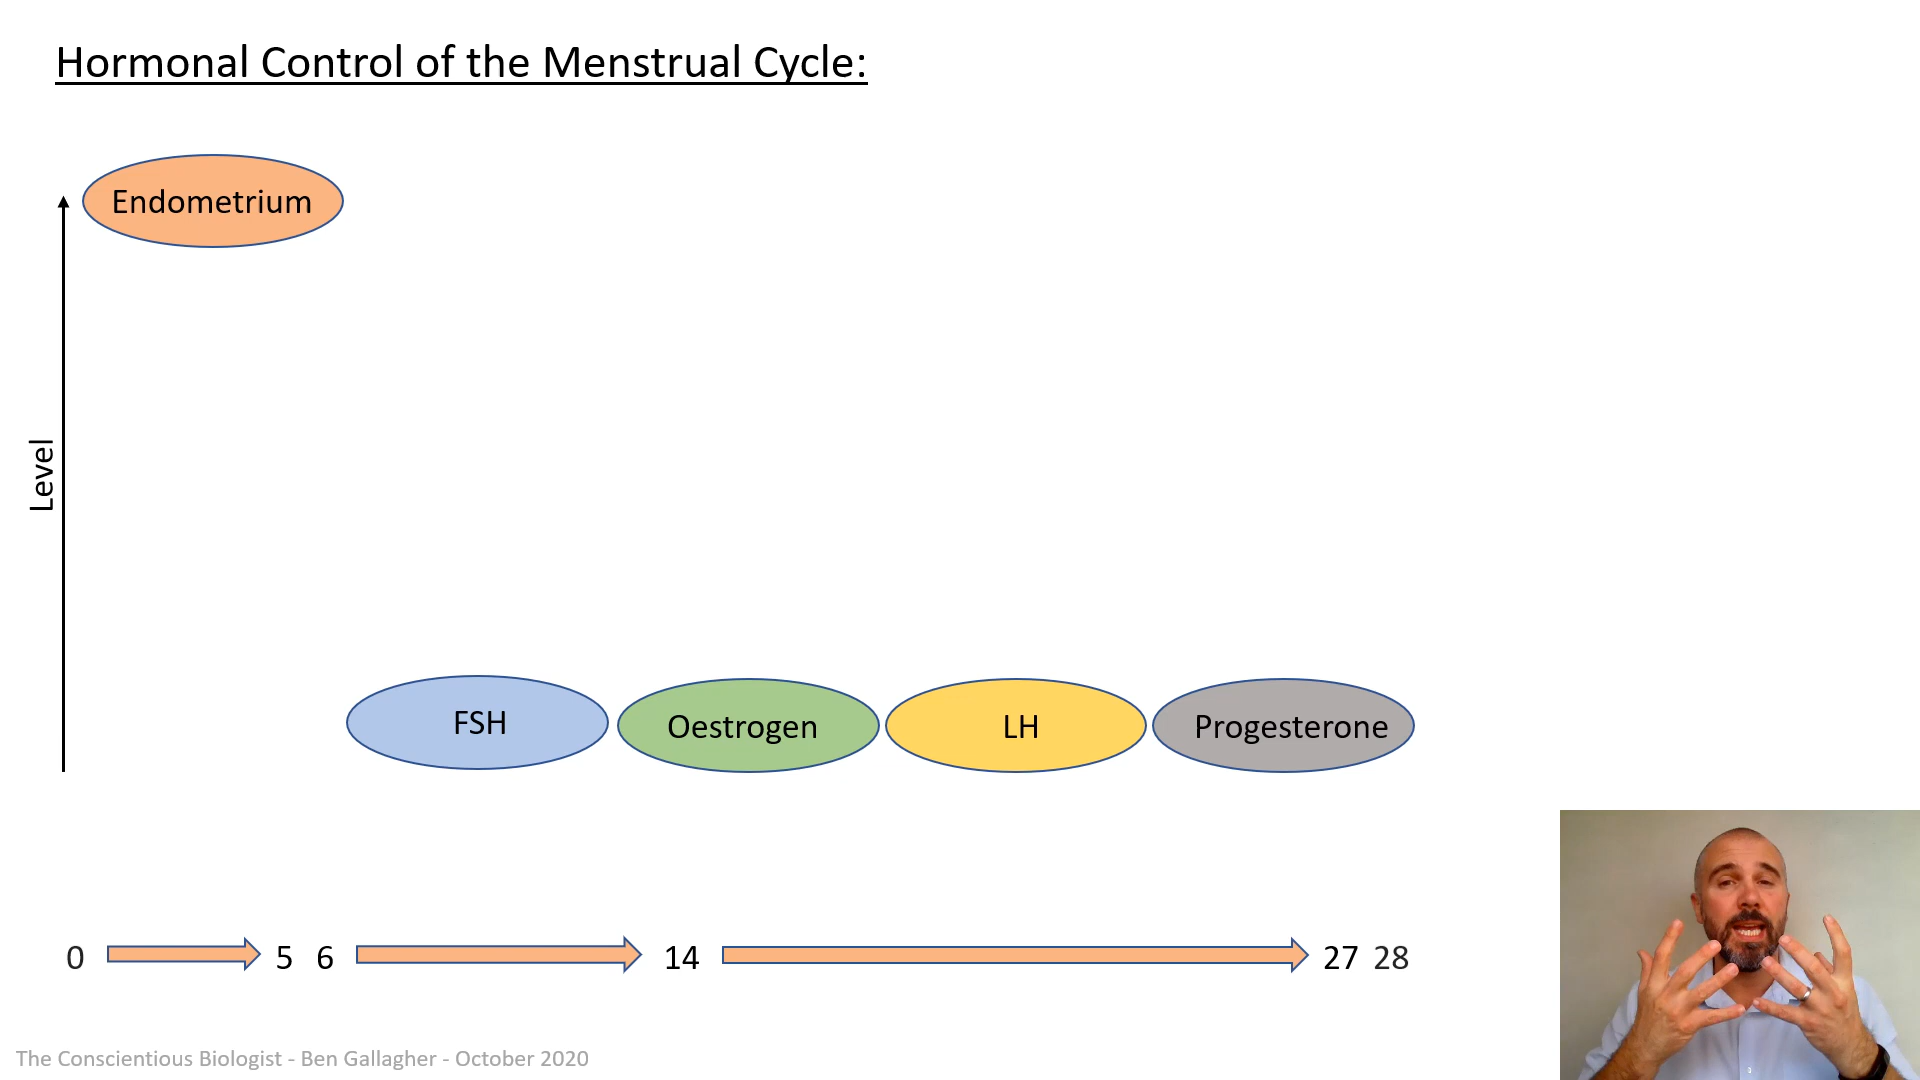 Hormonal Control of the Menstrual Cycle:
Endometrium
Level
FSH
Oestrogen
LH
Progesterone
0 5 6 14 27 28
The Conscientious Biologist - Ben Gallagher - October 2020